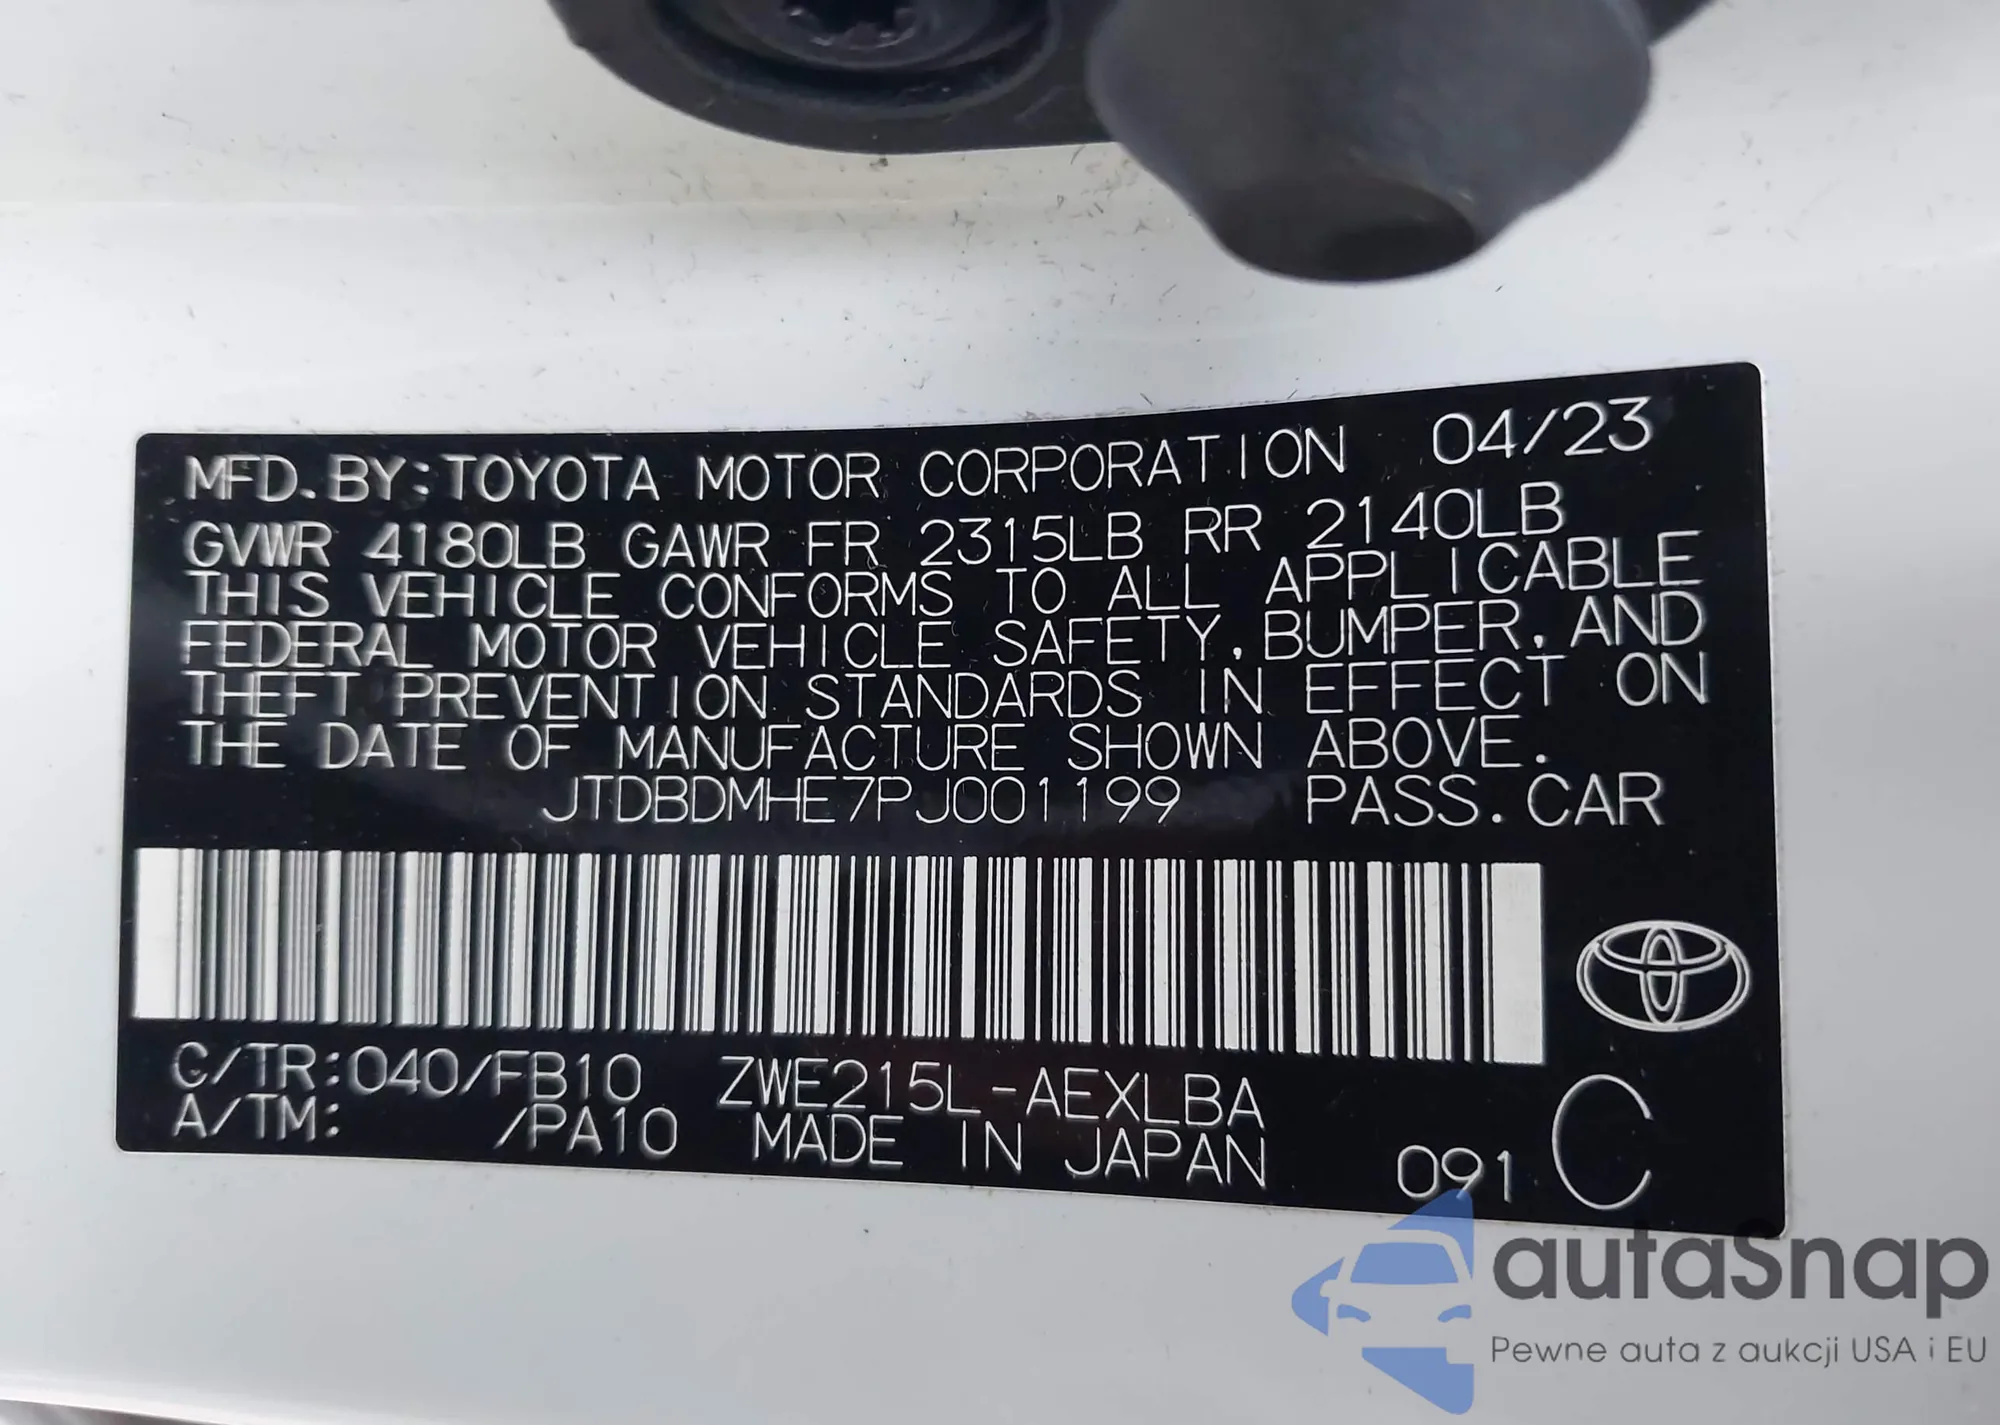 MFD. BY: TOYOTA MOTOR CORPORATION 04/23
GVWR 4180LB GAWR FR 2315LB RR 2140LB
THIS VEHICLE CONFORMS TO ALL APPLICABLE
FEDERAL MOTOR VEHICLE SAFETY, BUMPER, AND
THEFT PREVENTION STANDARDS IN EFFECT ON
THE DATE OF MANUFACTURE SHOWN ABOVE.
JTDBDMHE7PJ001199 PASS. CAR
C/TR:040/FB10 ZWE215L-AEXLBA
A/TM: /PA10 MADE IN JAPAN 091 C
autaSnap
Pewne auta z aukcji USA i EU